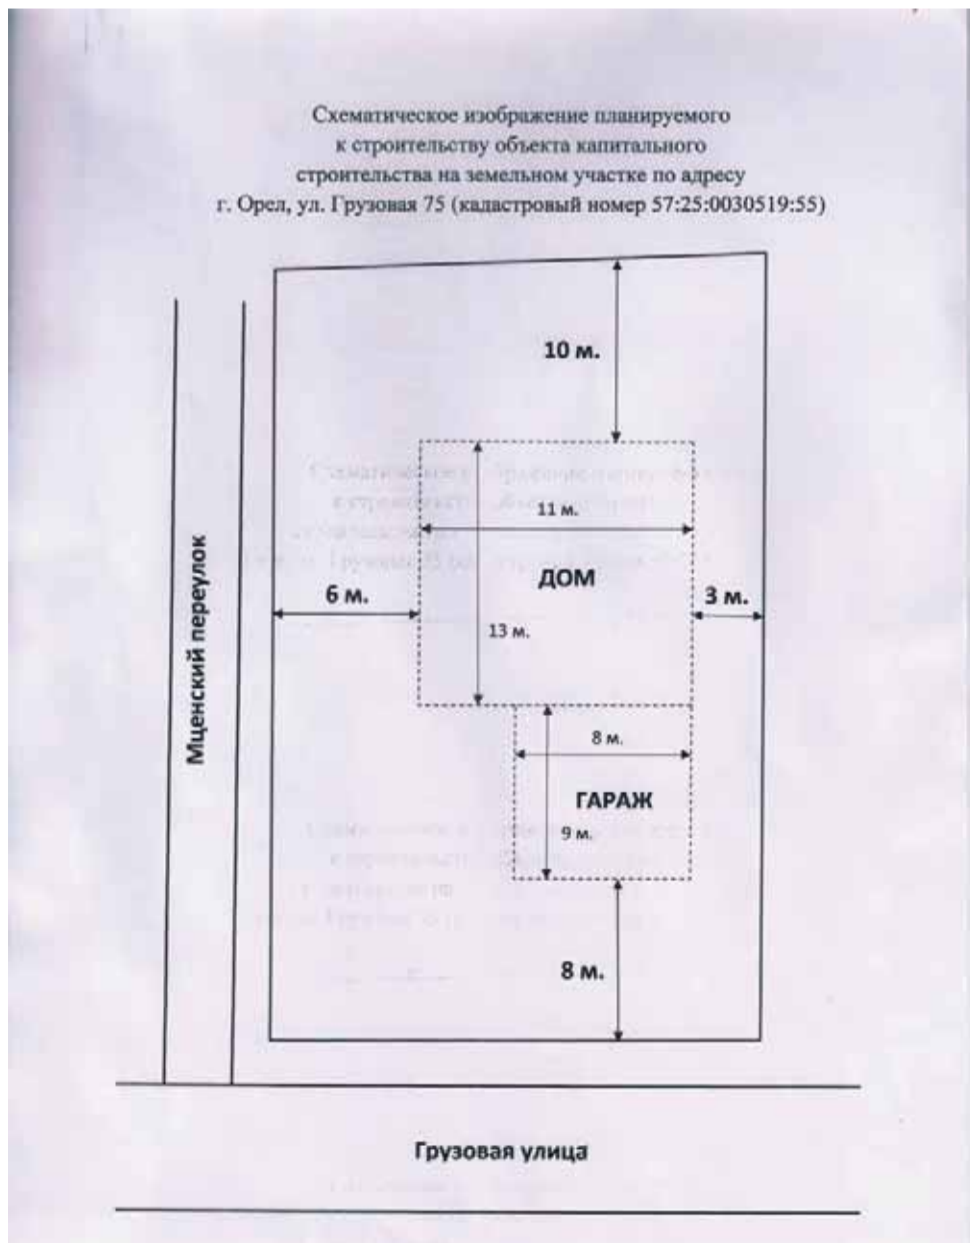 Схематическое изображение планируемого
к строительству объекта капитального
строительства на земельном участке по адресу
г. Орел, ул. Грузовая 75 (кадастровый номер 57:25:0030519:55)
10 м.
11 м.
ДОМ
6 м.
3 м.
13 м.
Мценский переулок
8 м.
ГАРАЖ
9 м.
8 м.
Грузовая улица